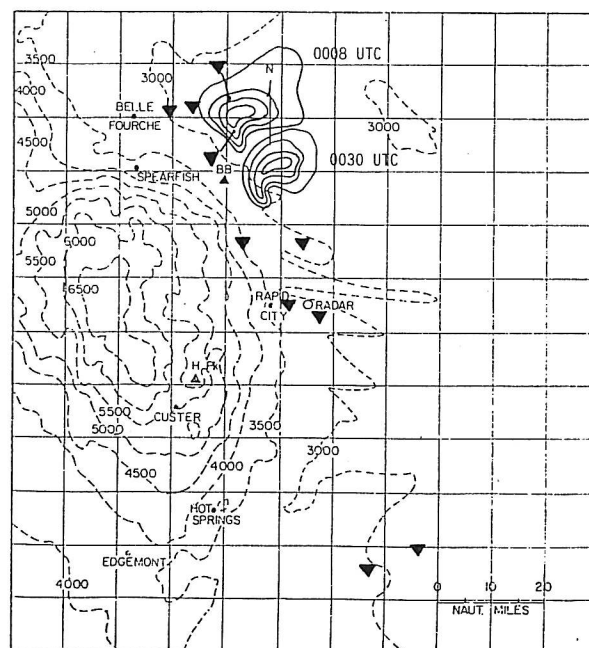 0008 UTC
N
3500
3000
4000
BELLE
FOURCHE
3000
4500
0030 UTC
BB
SPEARFISH
5000
6000
5500
6500
RAPID
CITY
RADAR
H. Pk
5500
CUSTER
5000
3500
3000
4000
4500
HOT
SPRINGS
EDGEMONT
4000
0 10 20
NAUT. MILES